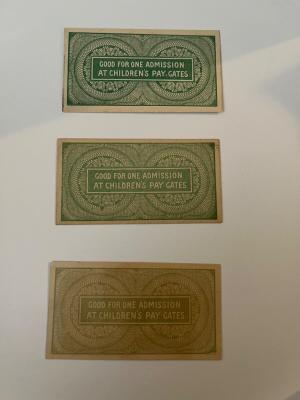 GOOD FOR ONE ADMISSION
AT CHILDREN'S PAY-GATES
GOOD FOR ONE ADMISSION
AT CHILDREN'S PAY GATES
GOOD FOR ONE ADMISSION
AT CHILDREN'S PAY GATES